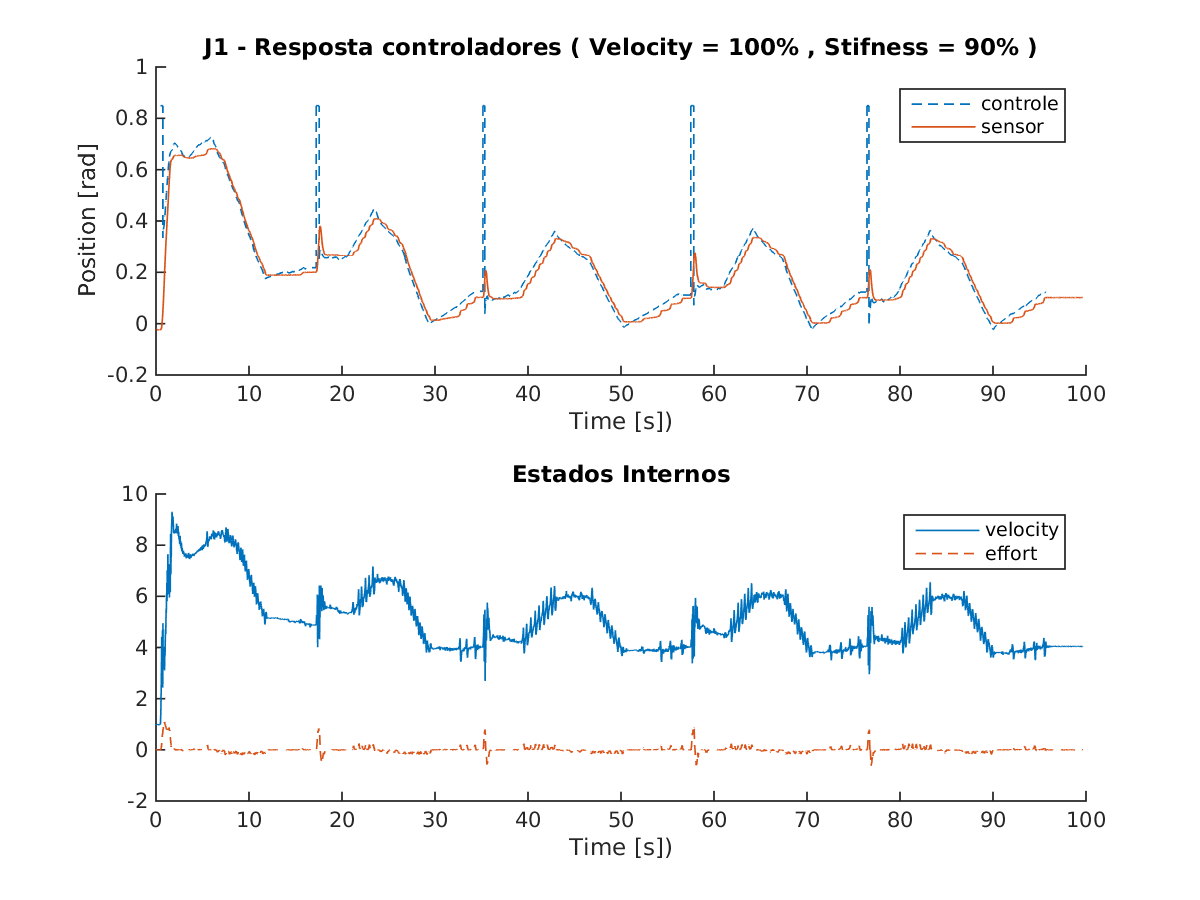 J1 - Resposta controladores ( Velocity = 100% , Stifness = 90% )
1
0.8
0.6
0.4
0.2
0
-0.2
Position [rad]
controle
sensor
0 10 20 30 40 50 60 70 80 90 100
Time [s])
Estados Internos
10
8
6
4
2
0
-2
velocity
effort
0 10 20 30 40 50 60 70 80 90 100
Time [s])